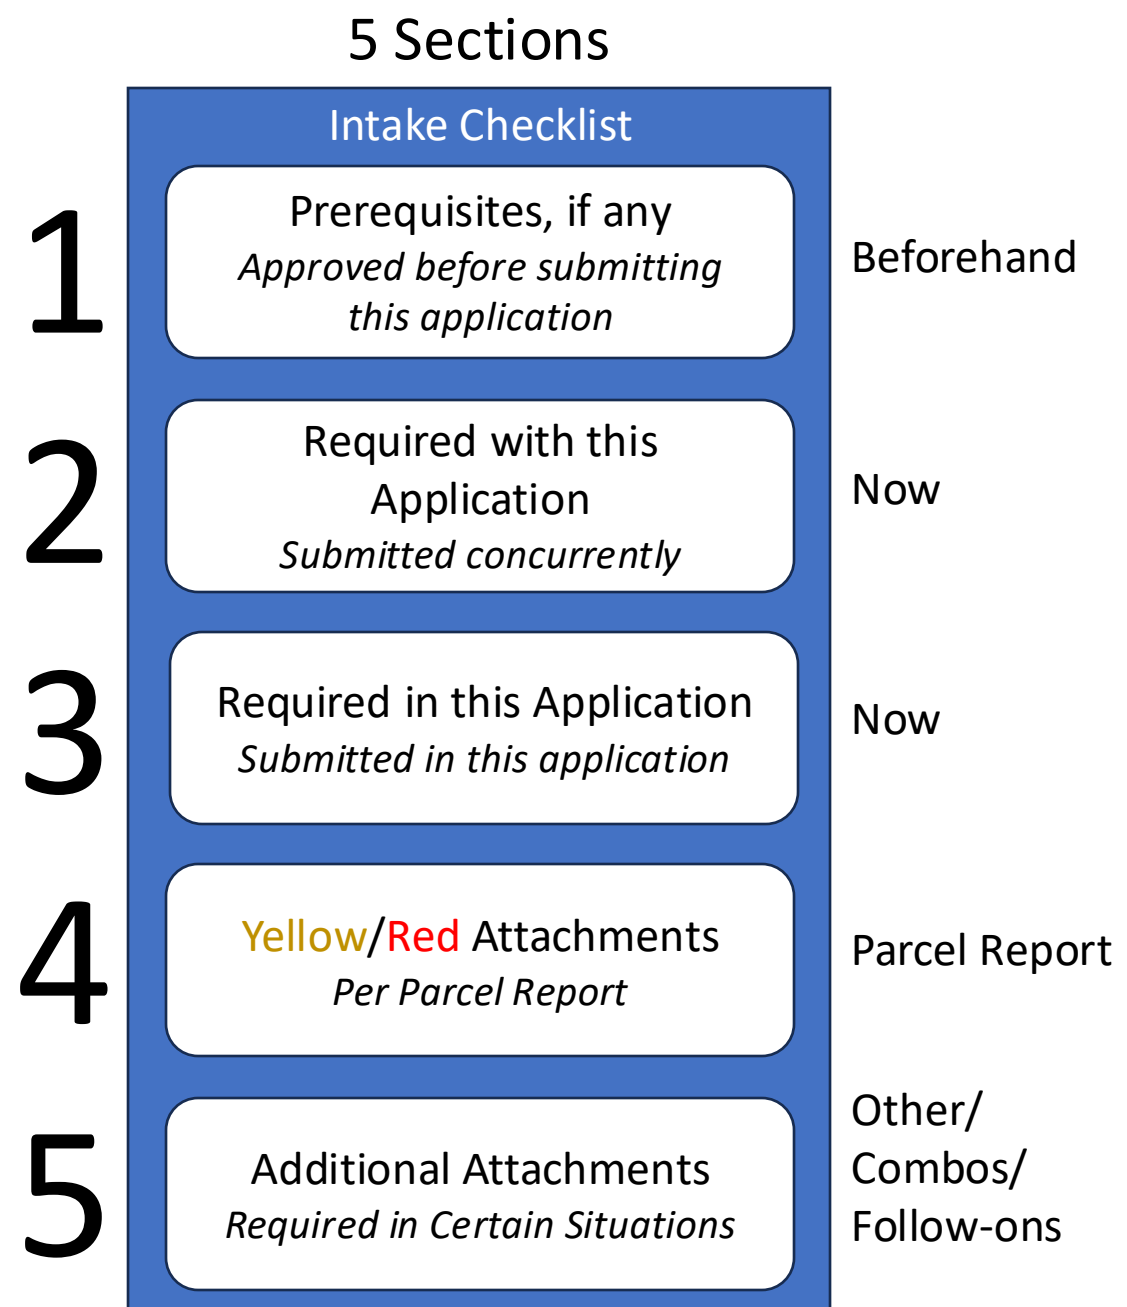 5 Sections
Intake Checklist
1
Prerequisites, if any
Approved before submitting
this application
Beforehand
2
Required with this
Application
Submitted concurrently
Now
3
Required in this Application
Submitted in this application
Now
4
Yellow/Red Attachments
Per Parcel Report
Parcel Report
5
Additional Attachments
Required in Certain Situations
Other/
Combos/
Follow-ons